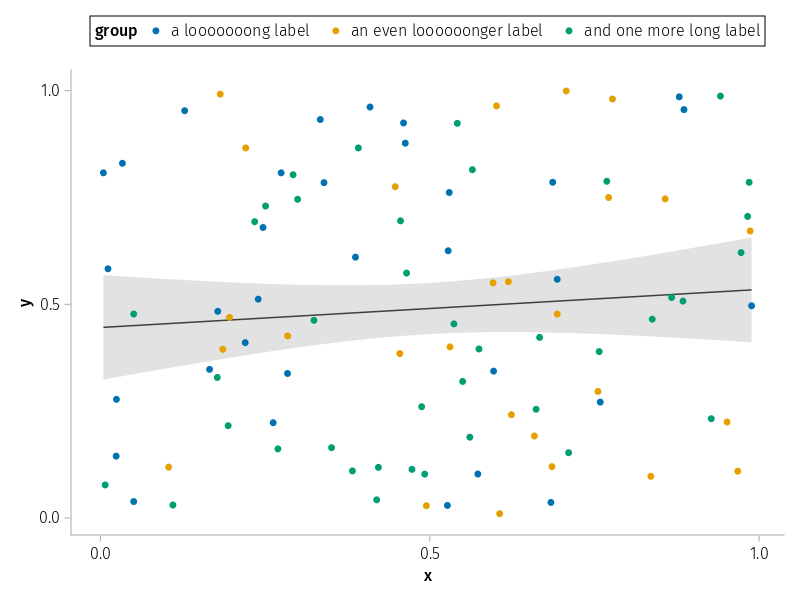 group a looooooong label an even loooooonger label and one more long label
1.0
y 0.5
0.0
0.0 0.5 1.0
x